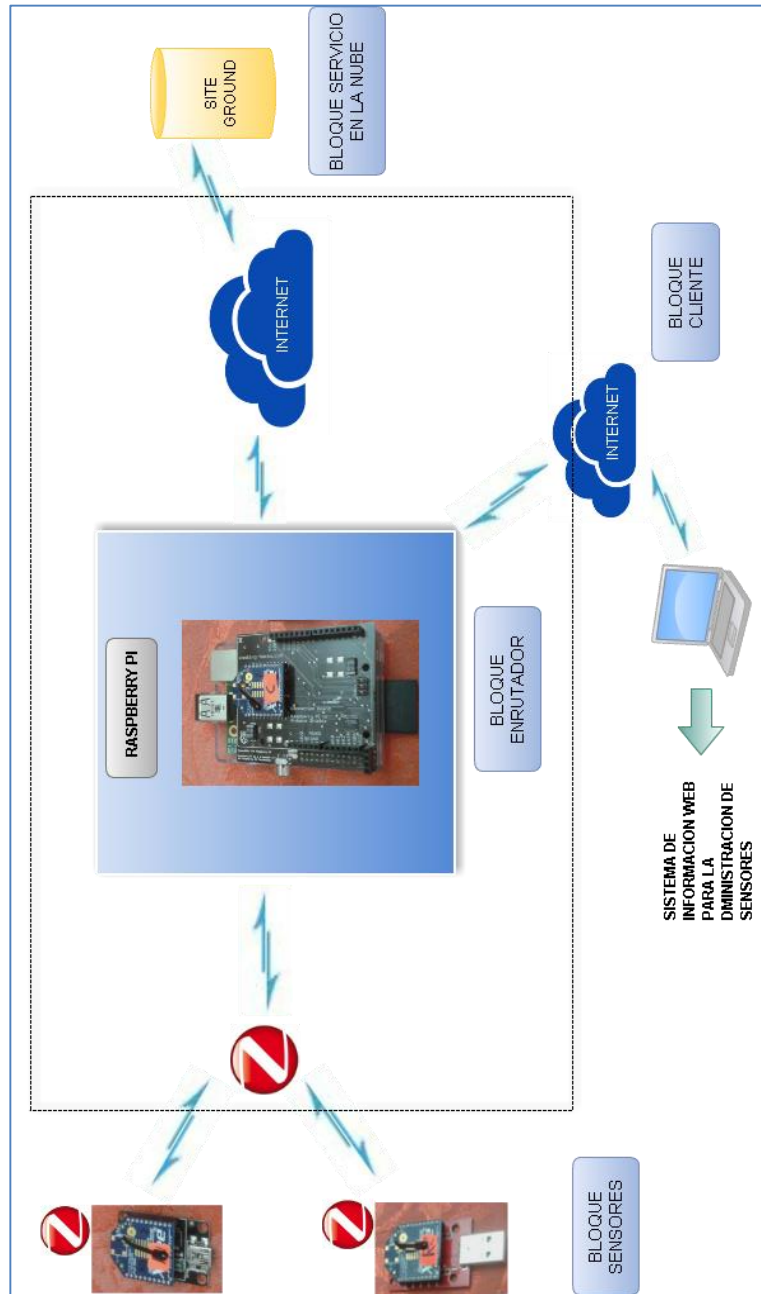 SITE
GROUND
BLOQUE SERVICIO
EN LA NUBE
INTERNET
BLOQUE
CLIENTE
INTERNET
RASPBERRY PI
BLOQUE
ENRUTADOR
SISTEMA DE
INFORMACION WEB
PARA LA
DMINISTRACION DE
SENSORES
BLOQUE
SENSORES